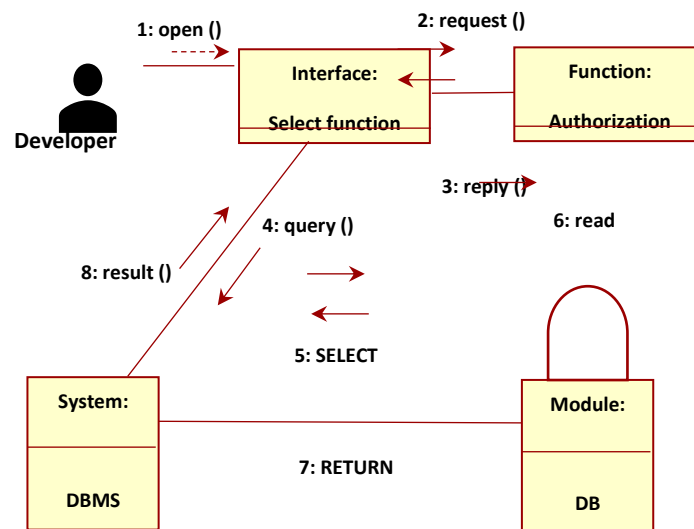 1: open ()
2: request ()
Interface:
Select function
Function:
Authorization
Developer
3: reply ()
6: read
4: query ()
8: result ()
5: SELECT
System:
DBMS
Module:
DB
7: RETURN